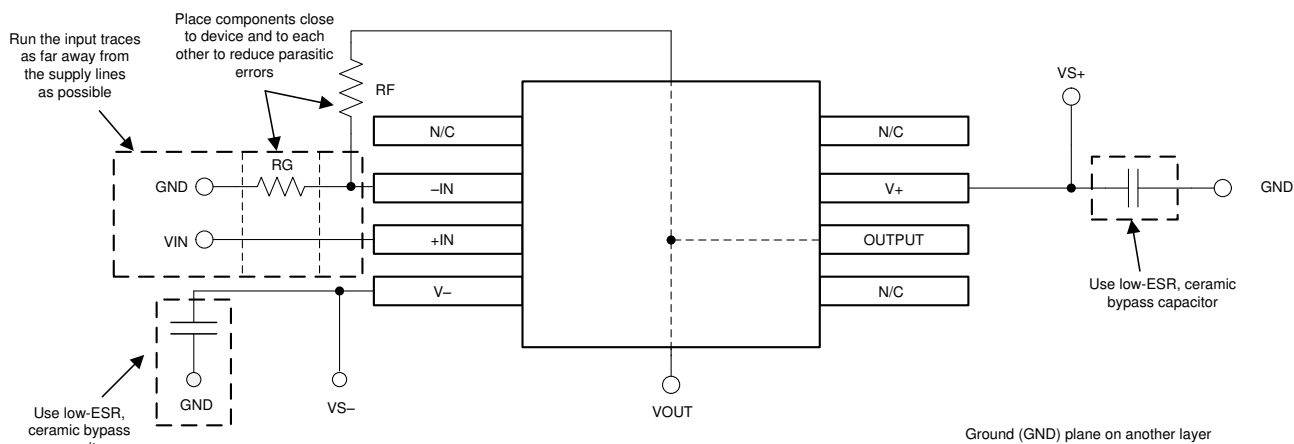 Place components close
to device and to each
other to reduce parasitic
errors
Run the input traces
as far away from
the supply lines
as possible
RF
VS+
N/C
N/C
RG
GND
–IN
V+
GND
VIN
+IN
OUTPUT
V–
N/C
Use low-ESR, ceramic
bypass capacitor
GND
VS–
VOUT
Use low-ESR,
ceramic bypass
Ground (GND) plane on another layer